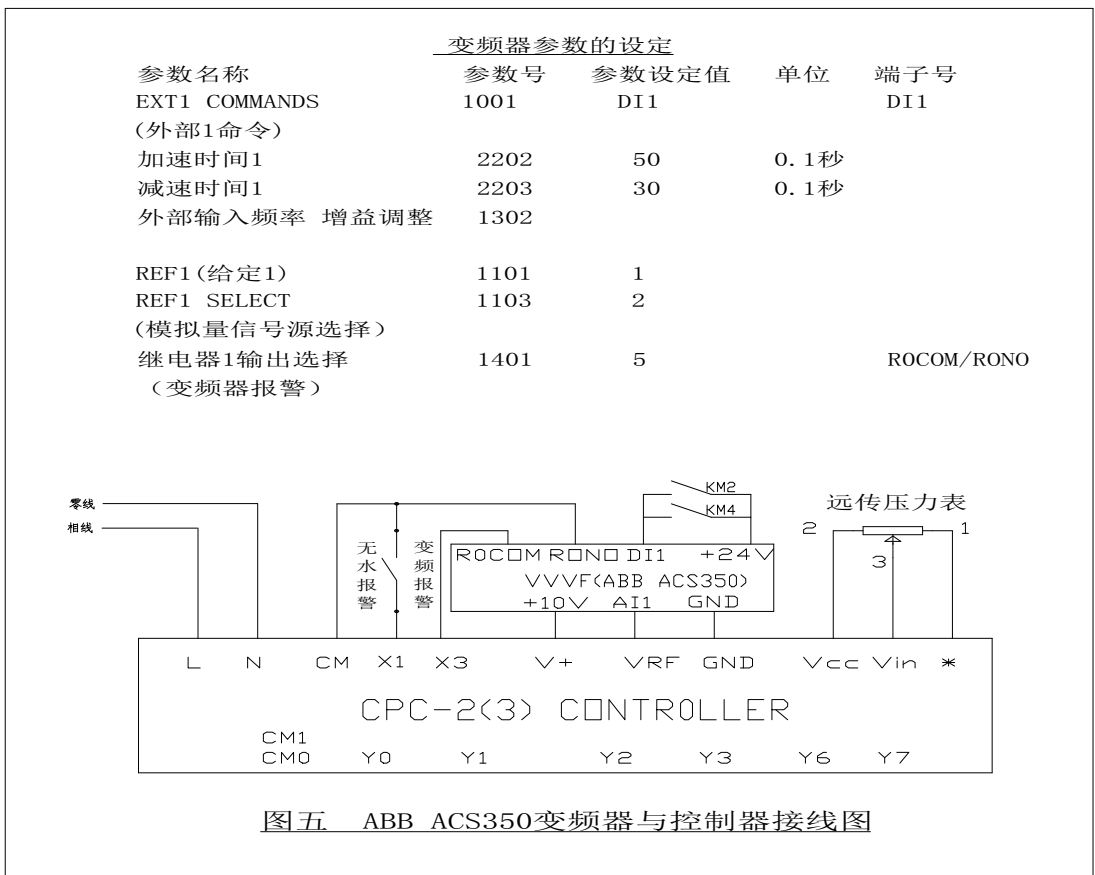 变频器参数的设定
参数名称 参数号 参数设定值 单位 端子号
EXT1 COMMANDS 1001 DI1 DI1
(外部1命令)
加速时间1 2202 50 0.1秒
减速时间1 2203 30 0.1秒
外部输入频率 增益调整 1302
REF1(给定1) 1101 1
REF1 SELECT 1103 2
(模拟量信号源选择)
继电器1输出选择 1401 5 ROCOM/RONO
(变频器报警)
零线
相线
无水报警
变频报警
KM2
KM4
ROCOM RONO DI1 +24V
VVVF(ABB ACS350)
+10V AI1 GND
远传压力表
2 1
3
L N CM X1 X3 V+ VRF GND Vcc Vin *
CPC-2(3) CONTROLLER
CM1
CM0 Y0 Y1 Y2 Y3 Y6 Y7
图五 ABB ACS350变频器与控制器接线图